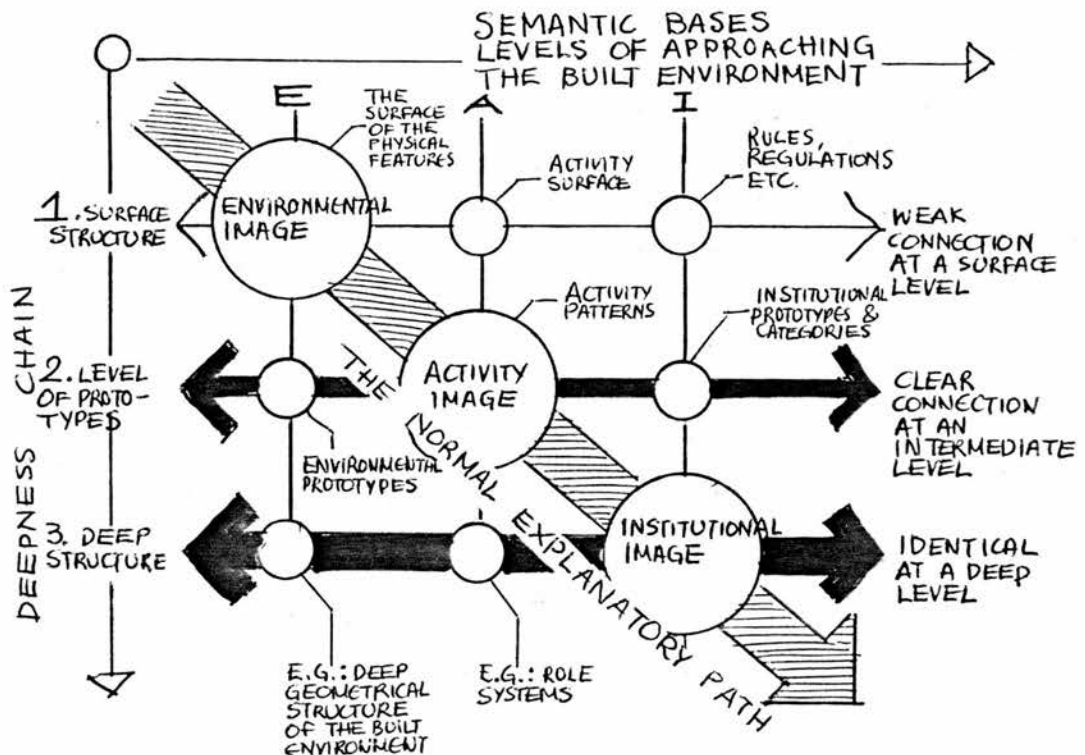 SEMANTIC BASES
LEVELS OF APPROACHING
THE BUILT ENVIRONMENT
E
A
I
THE
SURFACE
OF THE
PHYSICAL
FEATURES
ACTIVITY
SURFACE
RULES,
REGULATIONS
ETC.
1. SURFACE
STRUCTURE
ENVIRONMENTAL
IMAGE
WEAK
CONNECTION
AT A SURFACE
LEVEL
ACTIVITY
PATTERNS
INSTITUTIONAL
PROTOTYPES &
CATEGORIES
DEEPNESS CHAIN
2. LEVEL
OF PROTO-
TYPES
ACTIVITY
IMAGE
CLEAR
CONNECTION
AT AN
INTERMEDIATE
LEVEL
THE NORMAL EXPLANATORY PATH
ENVIRONMENTAL
PROTOTYPES
3. DEEP
STRUCTURE
INSTITUTIONAL
IMAGE
IDENTICAL
AT A DEEP
LEVEL
E.G.: DEEP
GEOMETRICAL
STRUCTURE
OF THE BUILT
ENVIRONMENT
E.G.: ROLE
SYSTEMS